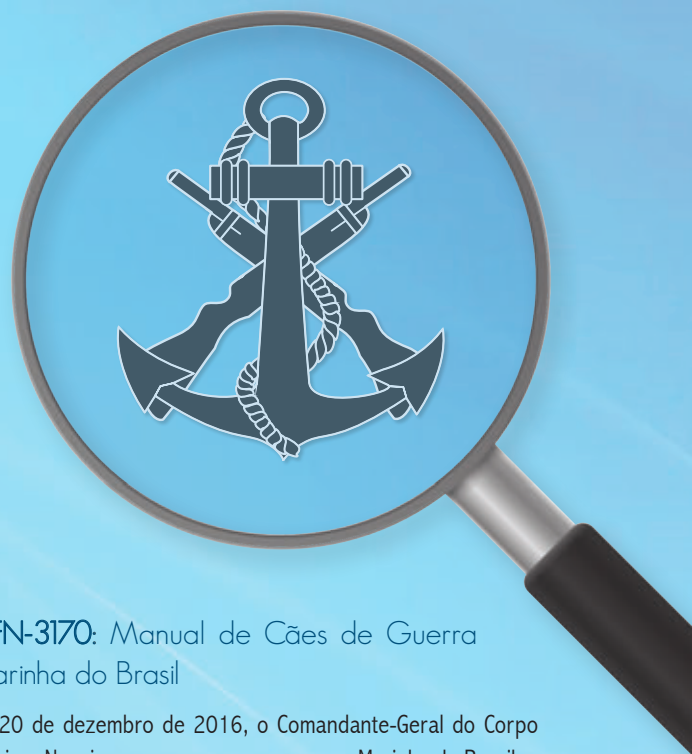 FN-3170: Manual de Cães de Guerra
arinha do Brasil
20 de dezembro de 2016, o Comandante-Geral do Corpo